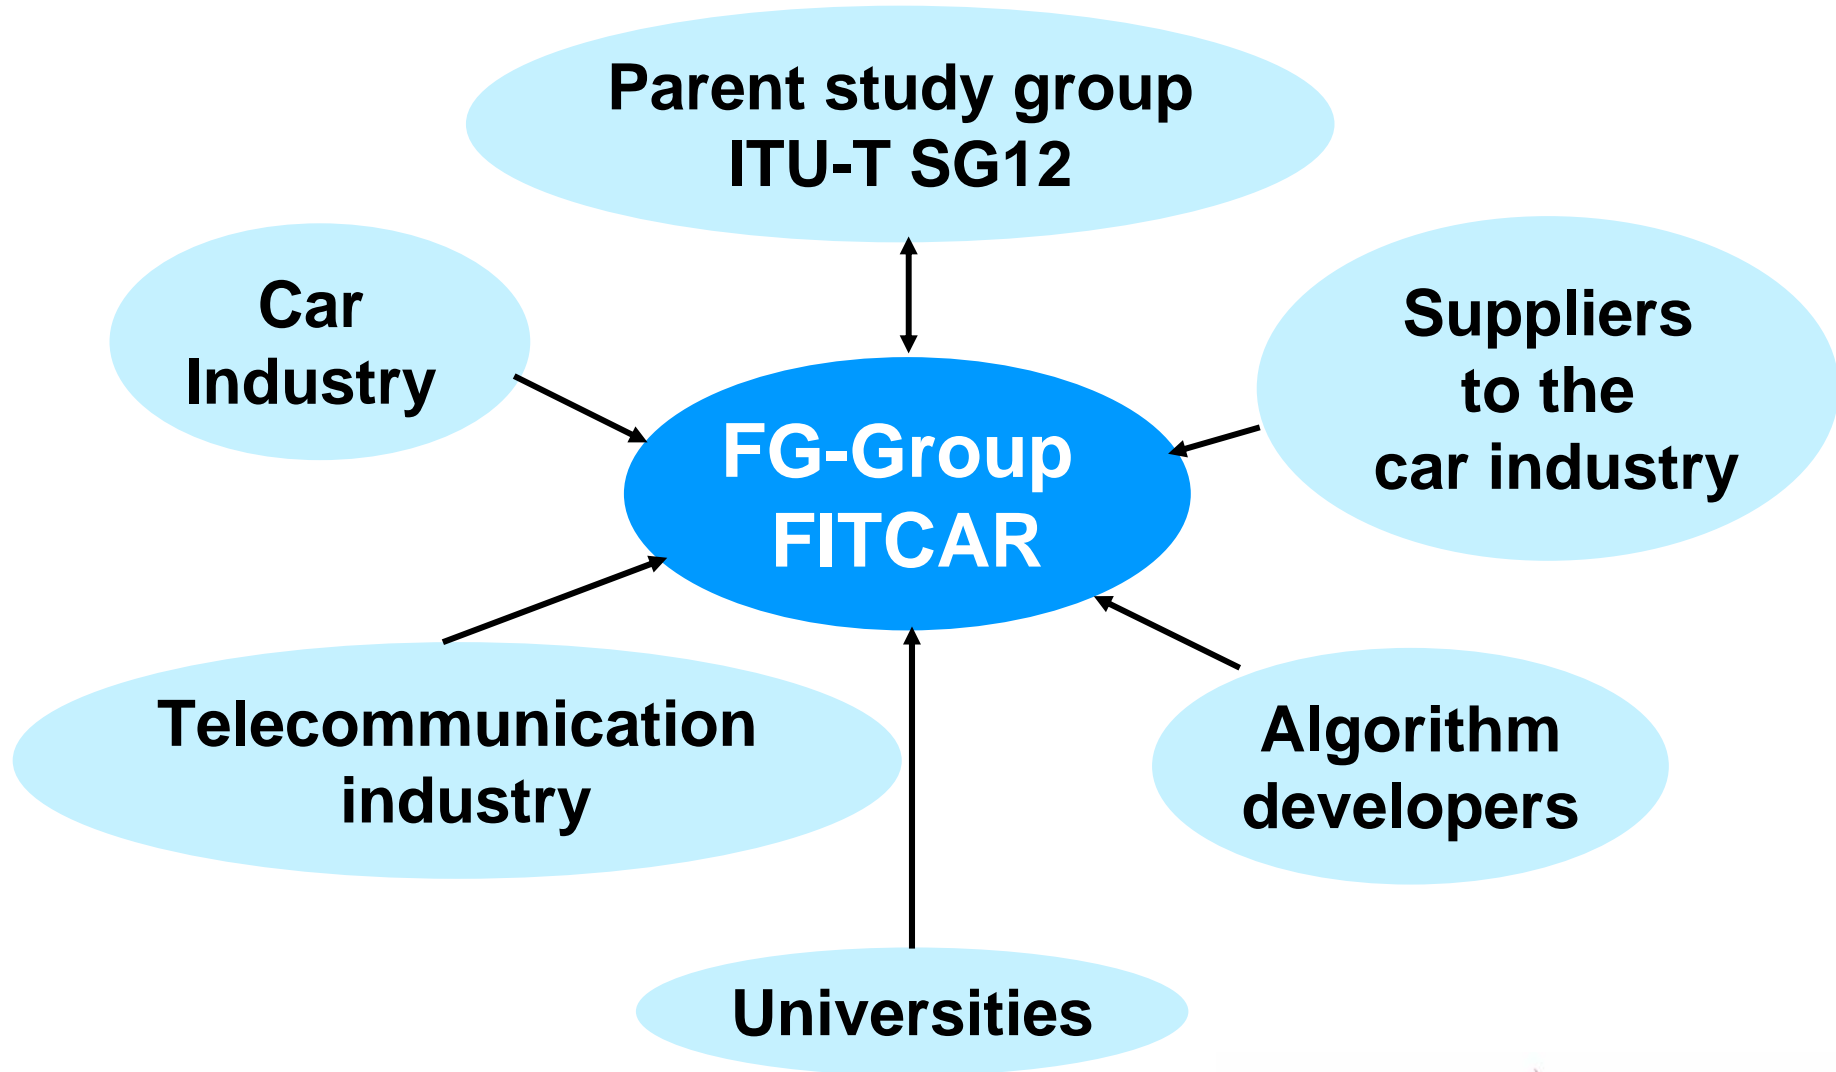 Parent study group
ITU-T SG12
Car
Industry
Suppliers
to the
car industry
FG-Group
FITCAR
Telecommunication
industry
Algorithm
developers
Universities